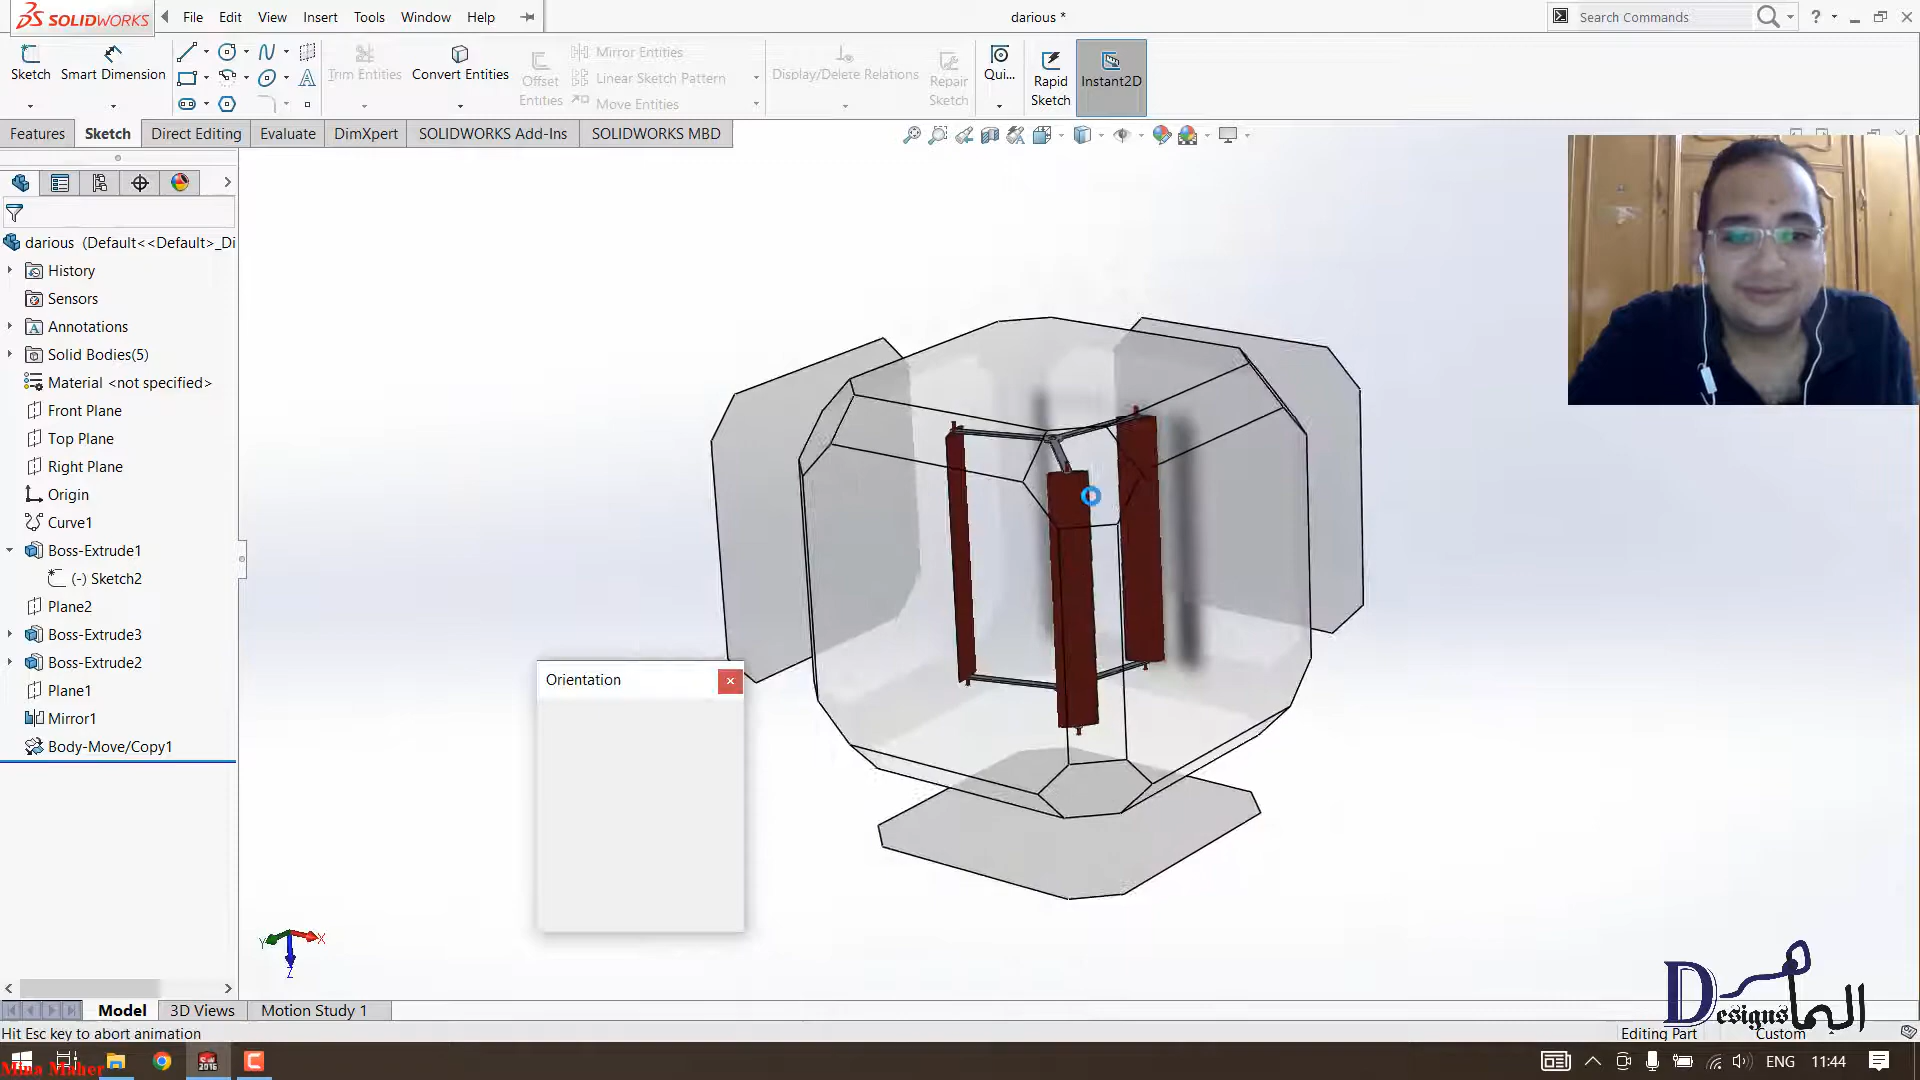 SOLIDWORKS
File Edit View Insert Tools Window Help
darious *
Search Commands
Sketch
Smart Dimension
Trim Entities
Convert Entities
Offset Entities
Mirror Entities
Linear Sketch Pattern
Move Entities
Display/Delete Relations
Repair Sketch
Qui...
Rapid Sketch
Instant2D
Features Sketch Direct Editing Evaluate DimXpert SOLIDWORKS Add-Ins SOLIDWORKS MBD
darious (Default<<Default>_Di
History
Sensors
Annotations
Solid Bodies(5)
Material <not specified>
Front Plane
Top Plane
Right Plane
Origin
Curve1
Boss-Extrude1
(-) Sketch2
Plane2
Boss-Extrude3
Boss-Extrude2
Plane1
Mirror1
Body-Move/Copy1
Orientation
Y X
Z
Model 3D Views Motion Study 1
Hit Esc key to abort animation
Editing Part Custom
Designs
Mina Maher
2016
ENG 11:44